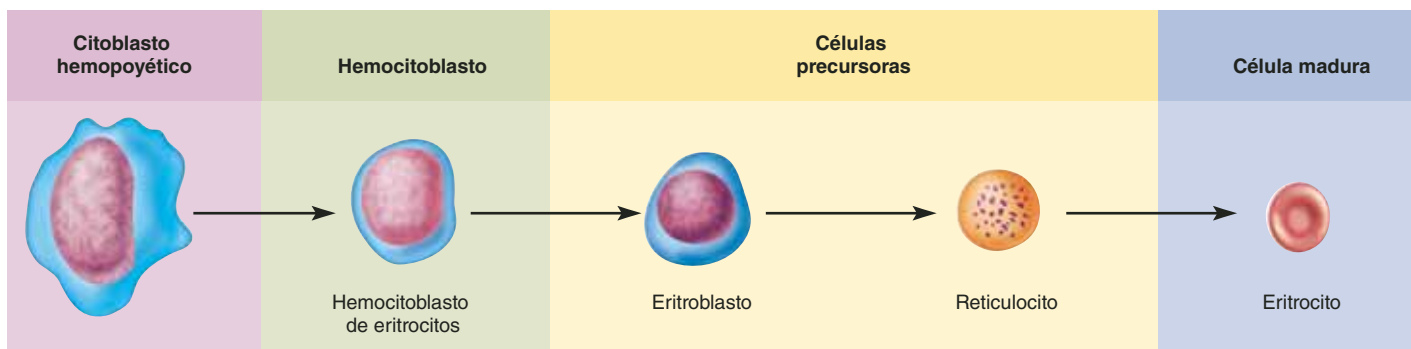 Citoblasto
hemopoyético
Hemocitoblasto
Células
precursoras
Célula madura
Hemocitoblasto
de eritrocitos
Eritroblasto
Reticulocito
Eritrocito